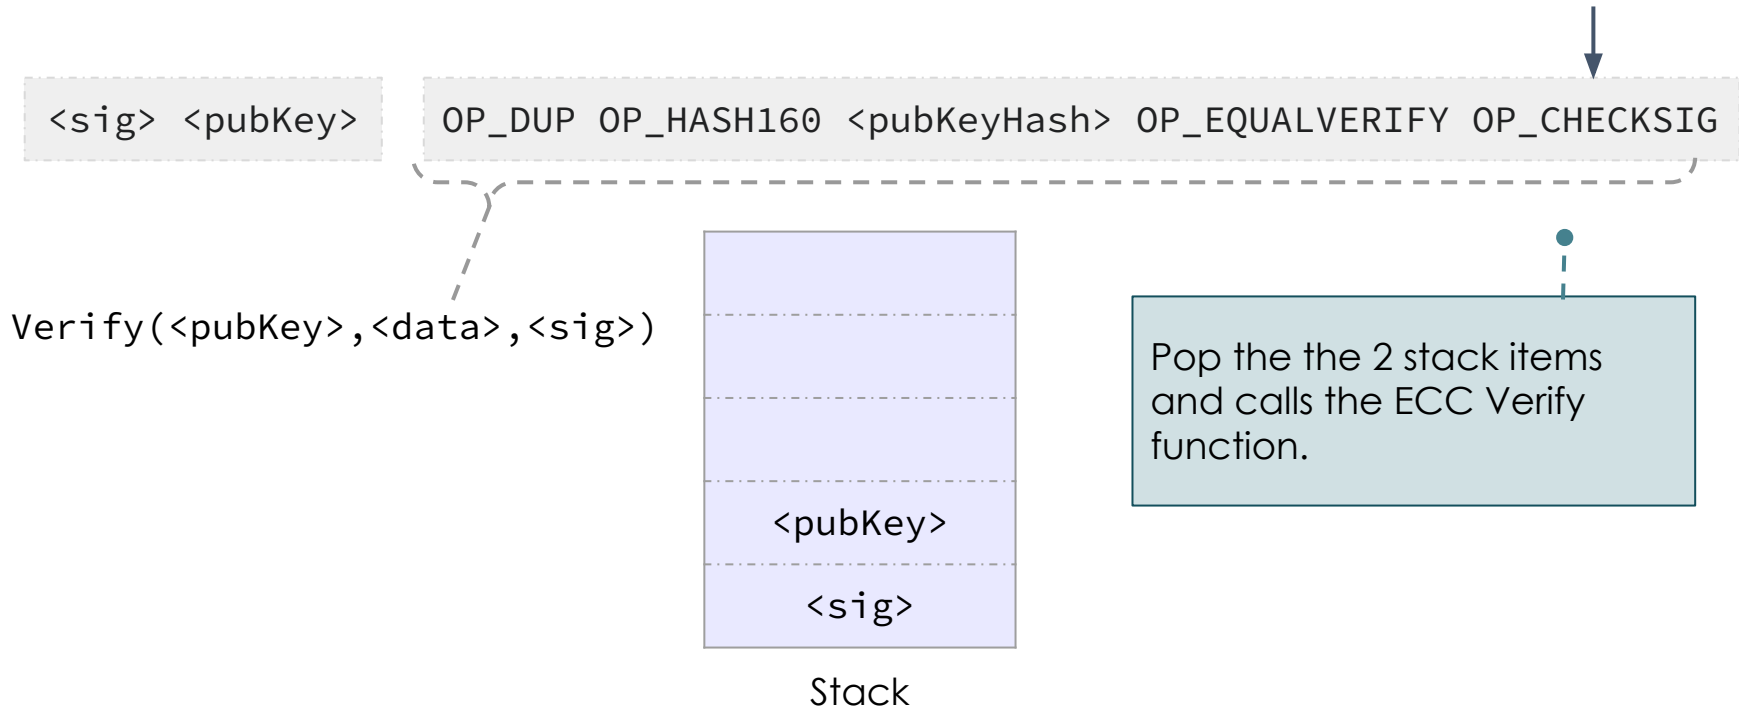 <sig> <pubKey> OP_DUP OP_HASH160 <pubKeyHash> OP_EQUALVERIFY OP_CHECKSIG
Verify(<pubKey>,<data>,<sig>)
Pop the the 2 stack items
and calls the ECC Verify
function.
<pubKey>
<sig>
Stack